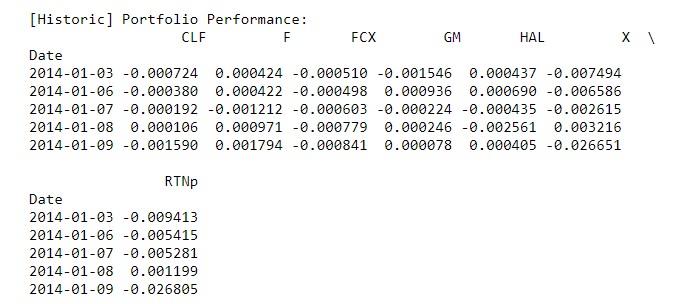 [Historic] Portfolio Performance:
CLF F FCX GM HAL X \
Date
2014-01-03 -0.000724 0.000424 -0.000510 -0.001546 0.000437 -0.007494
2014-01-06 -0.000380 0.000422 -0.000498 0.000936 0.000690 -0.006586
2014-01-07 -0.000192 -0.001212 -0.000603 -0.000224 -0.000435 -0.002615
2014-01-08 0.000106 0.000971 -0.000779 0.000246 -0.002561 0.003216
2014-01-09 -0.001590 0.001794 -0.000841 0.000078 0.000405 -0.026651
RTNp
Date
2014-01-03 -0.009413
2014-01-06 -0.005415
2014-01-07 -0.005281
2014-01-08 0.001199
2014-01-09 -0.026805